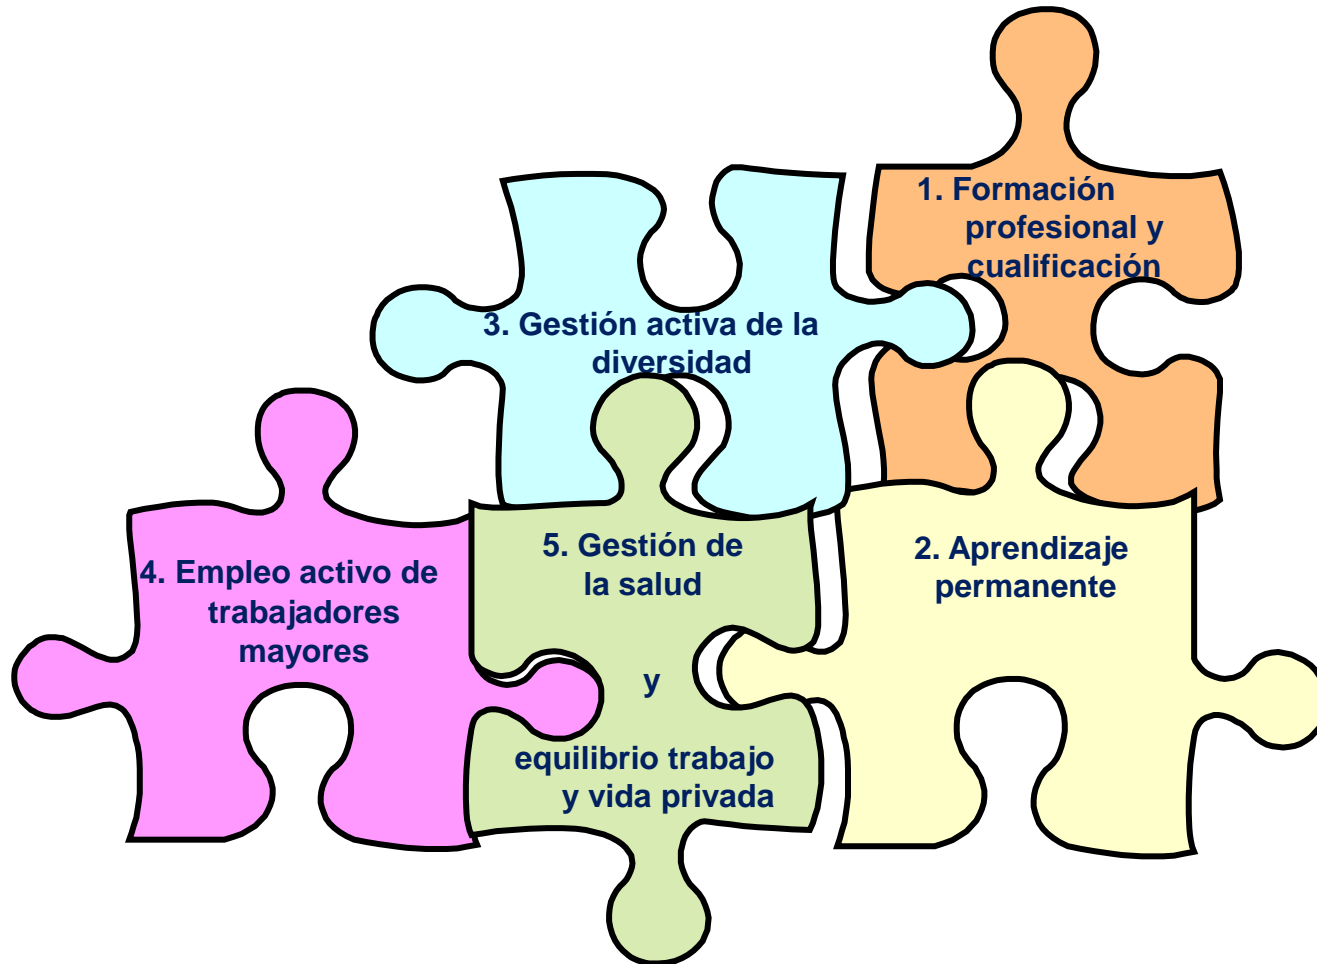 1. Formación
profesional y
cualificación
3. Gestión activa de la
diversidad
5. Gestión de
la salud
y
equilibrio trabajo
y vida privada
2. Aprendizaje
permanente
4. Empleo activo de
trabajadores
mayores